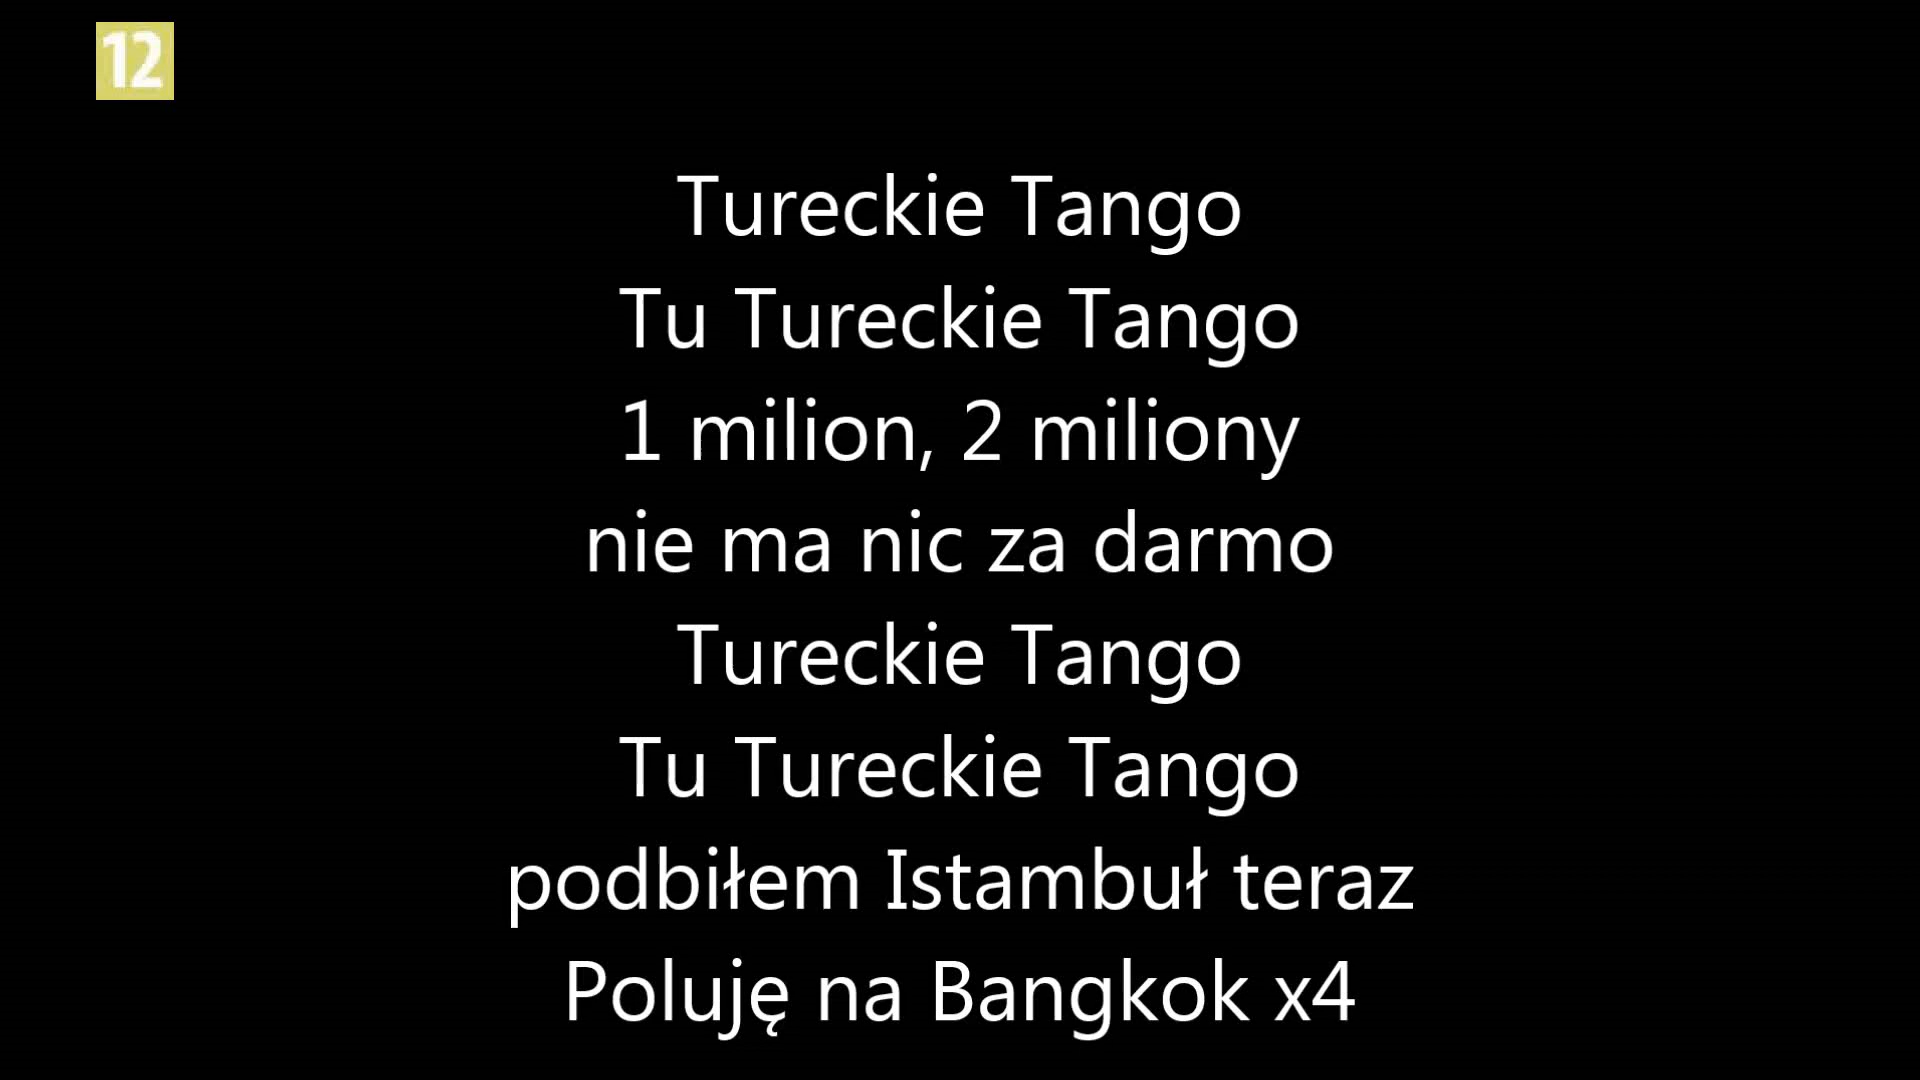 12
Tureckie Tango
Tu Tureckie Tango
1 milion, 2 miliony
nie ma nic za darmo
Tureckie Tango
Tu Tureckie Tango
podbiłem Istambuł teraz
Poluję na Bangkok x4